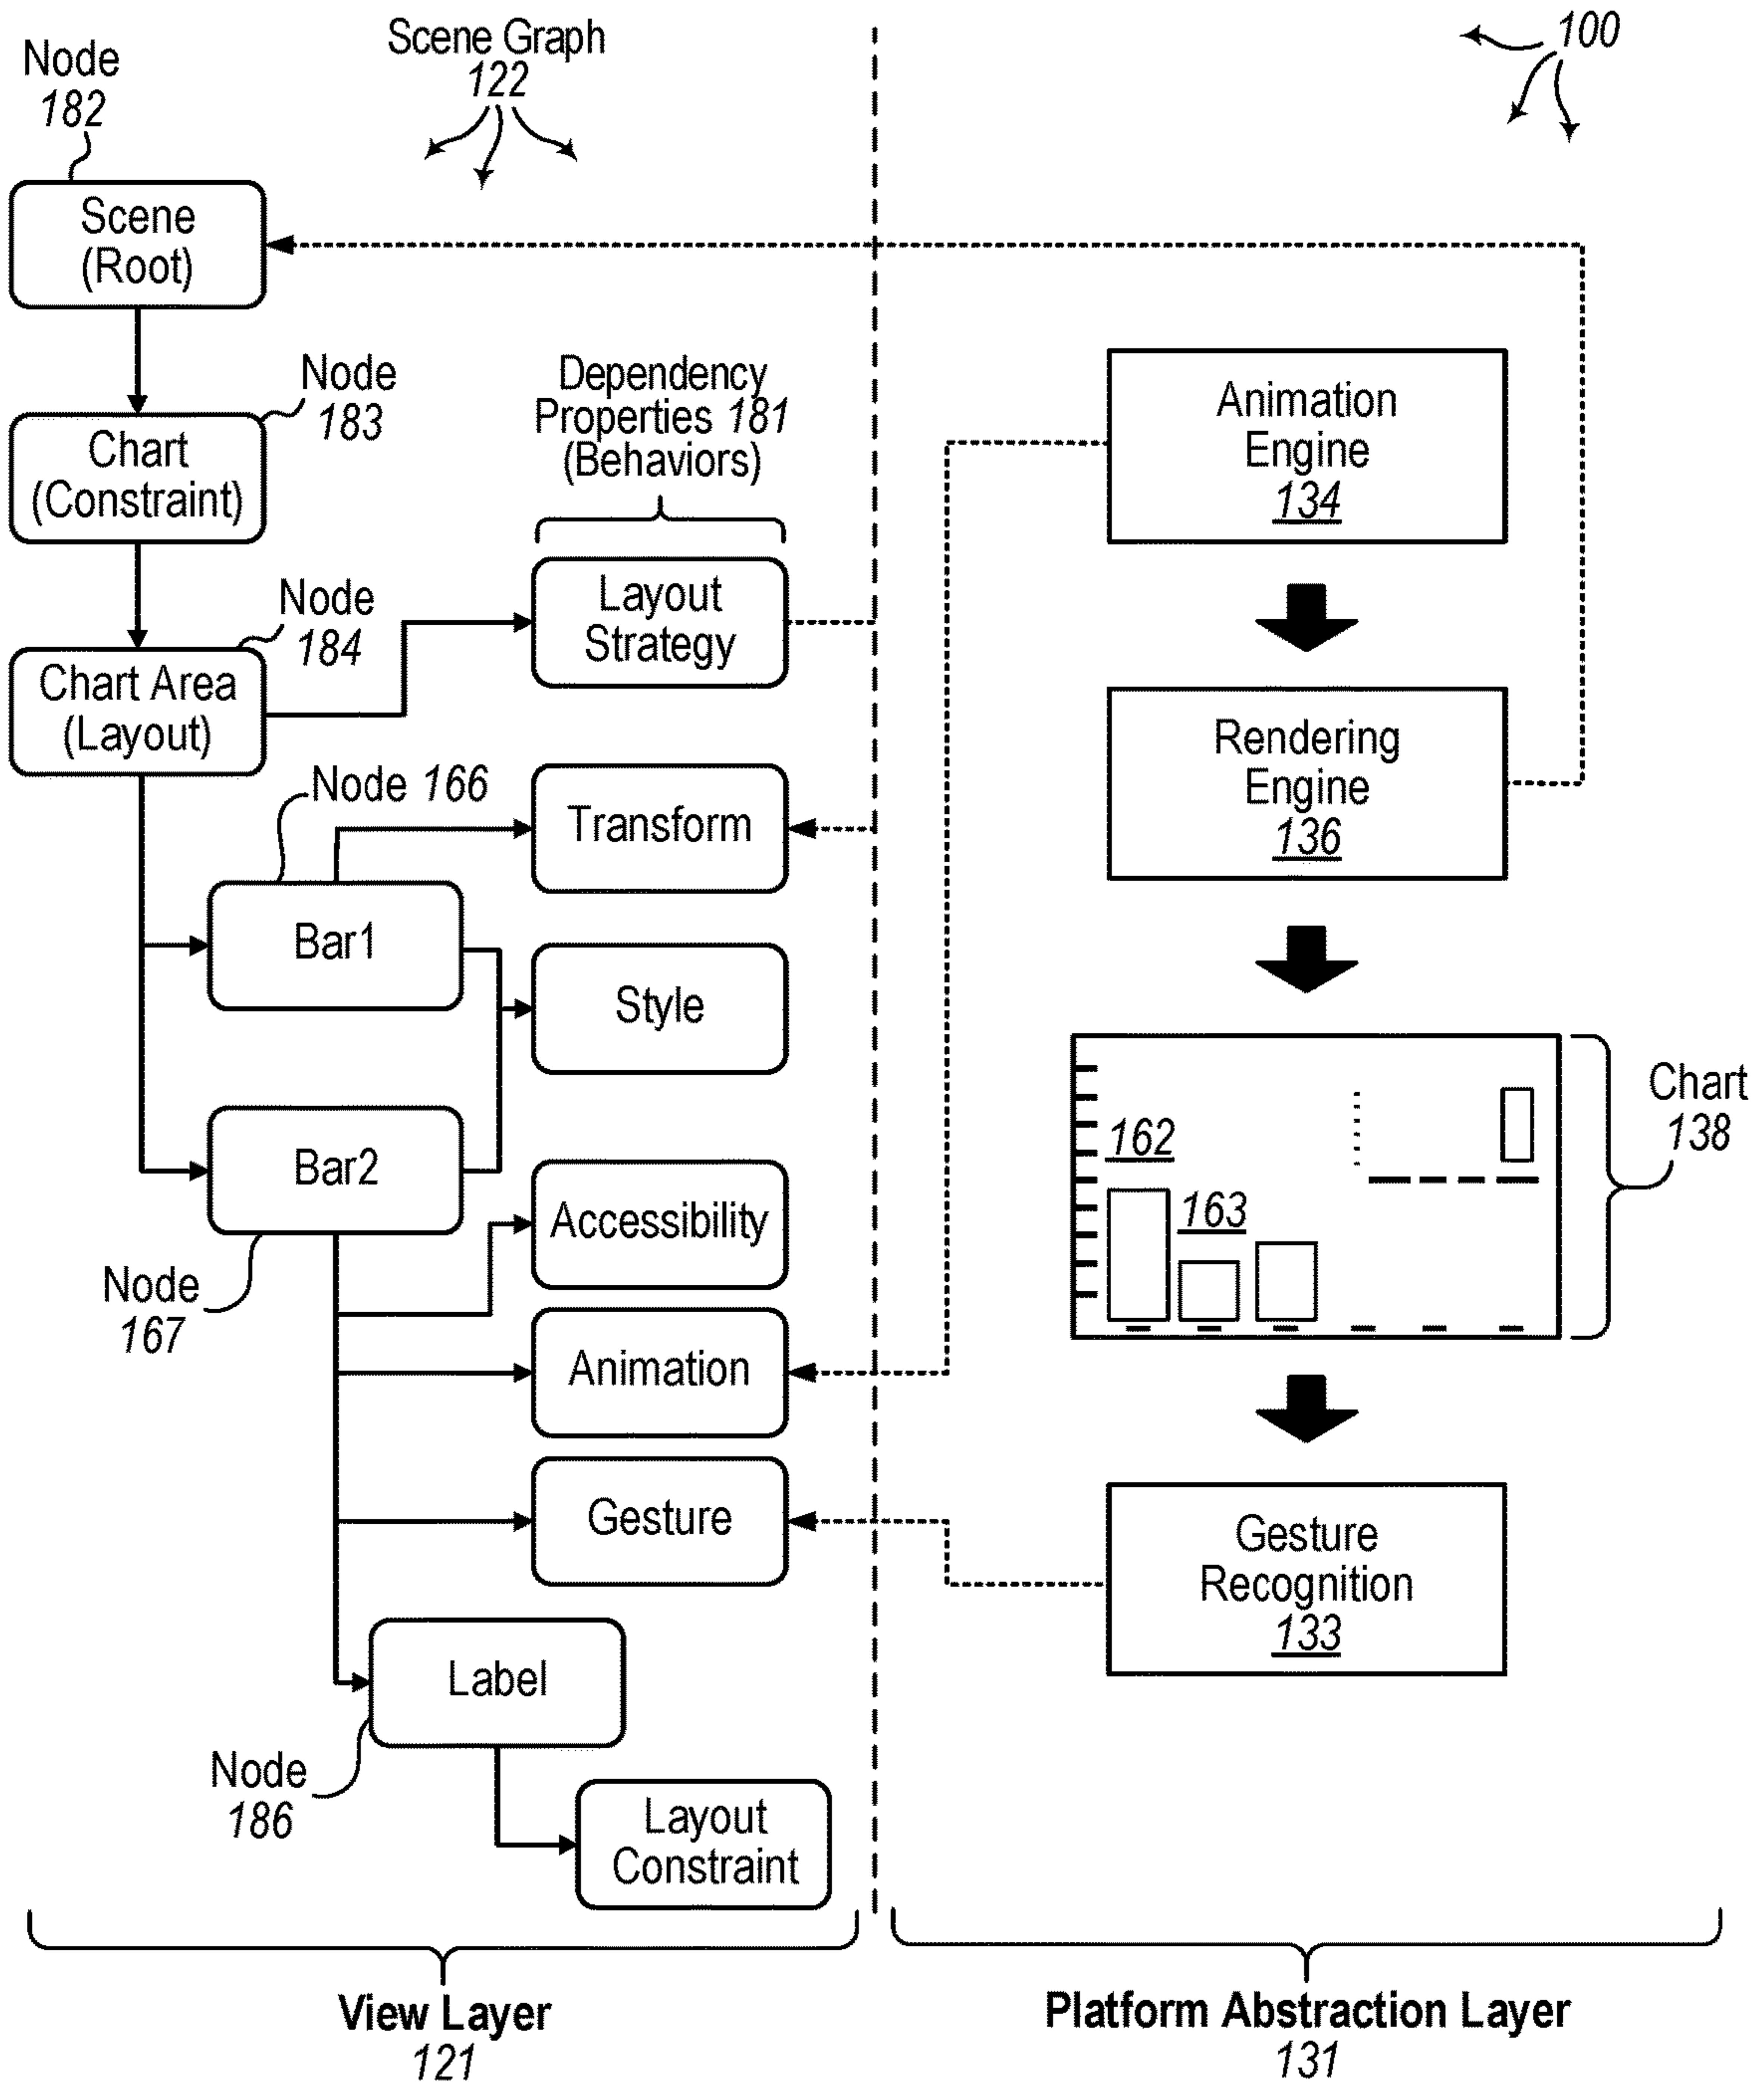 Scene Graph
122
100
Node
182
Scene
(Root)
Node
183
Chart
(Constraint)
Dependency
Properties 181
(Behaviors)
Animation
Engine
134
Node
184
Chart Area
(Layout)
Layout
Strategy
Rendering
Engine
136
Node 166
Transform
Bar1
Style
Bar2
Accessibility
Chart
138
162
163
Node
167
Animation
Gesture
Gesture
Recognition
133
Label
Node
186
Layout
Constraint
View Layer
121
Platform Abstraction Layer
131